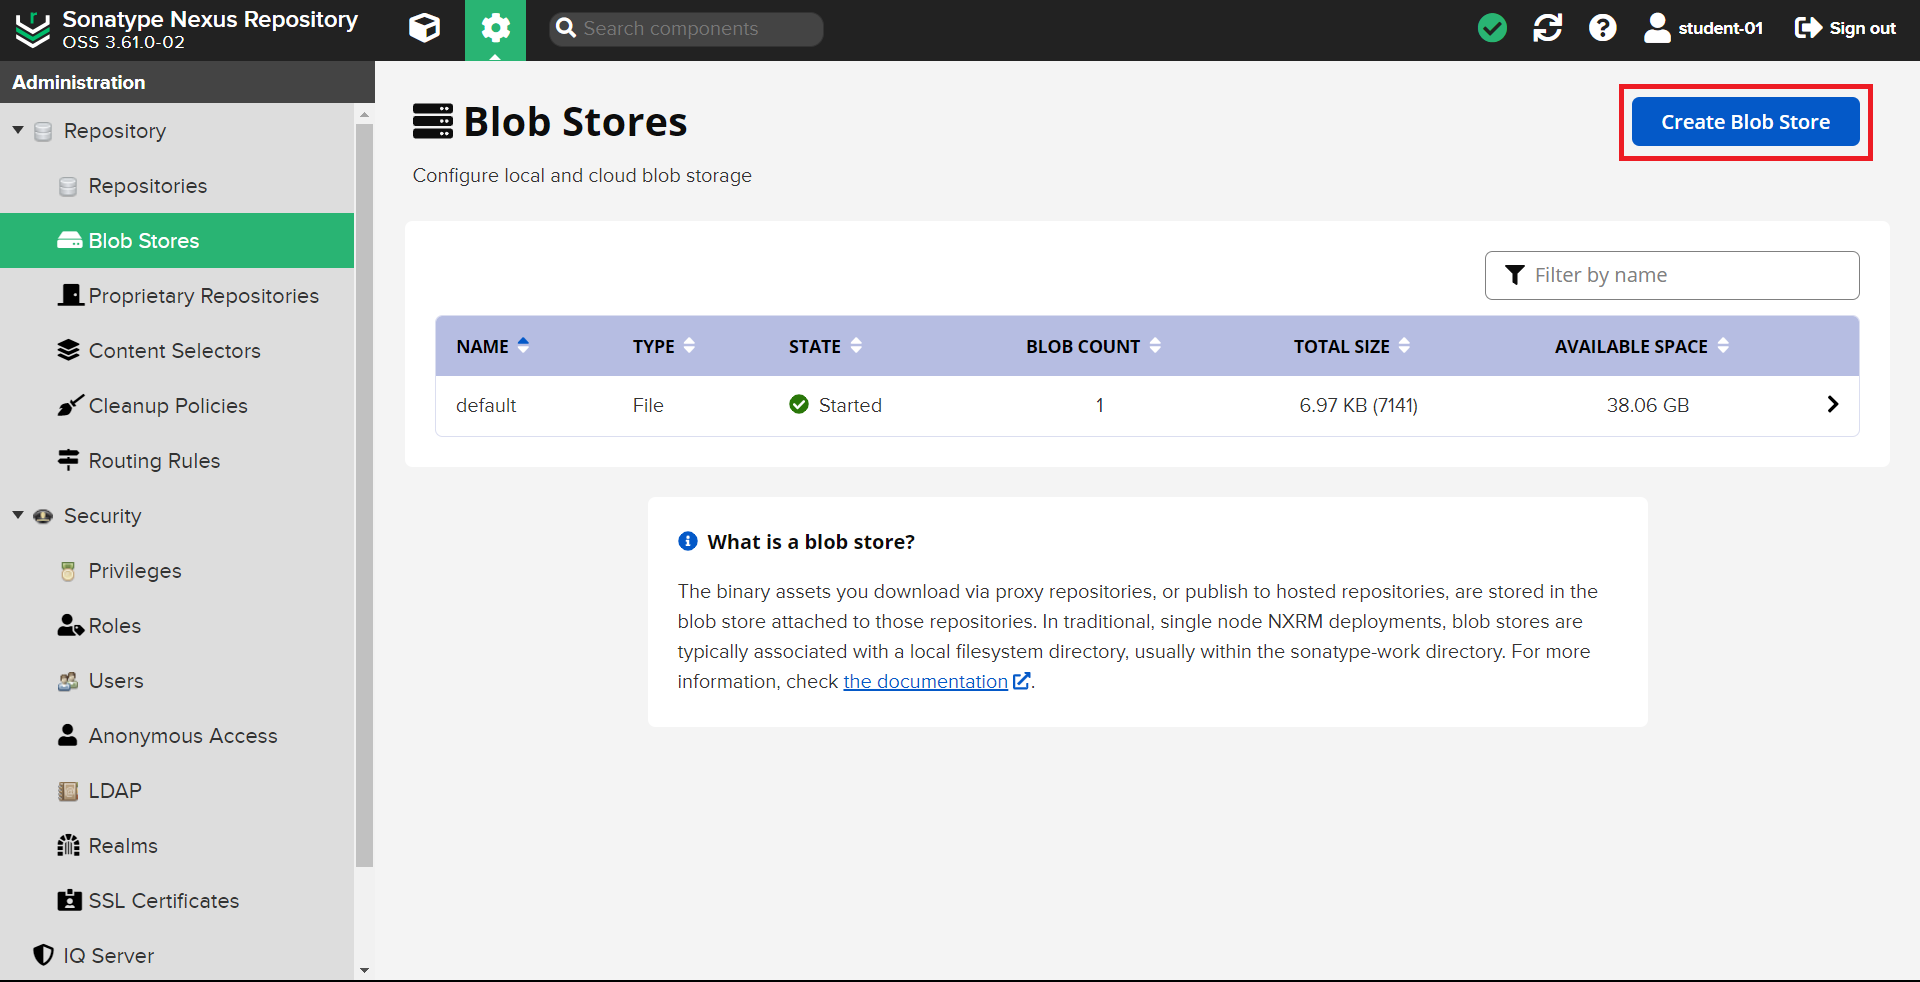 Sonatype Nexus Repository
OSS 3.61.0-02
Search components
student-01
Sign out
Administration
Repository
Repositories
Blob Stores
Proprietary Repositories
Content Selectors
Cleanup Policies
Routing Rules
Security
Privileges
Roles
Users
Anonymous Access
LDAP
Realms
SSL Certificates
IQ Server
Blob Stores
Create Blob Store
Configure local and cloud blob storage
Filter by name
NAME TYPE STATE BLOB COUNT TOTAL SIZE AVAILABLE SPACE
default File Started 1 6.97 KB (7141) 38.06 GB
What is a blob store?
The binary assets you download via proxy repositories, or publish to hosted repositories, are stored in the
blob store attached to those repositories. In traditional, single node NXRM deployments, blob stores are
typically associated with a local filesystem directory, usually within the sonatype-work directory. For more
information, check the documentation.